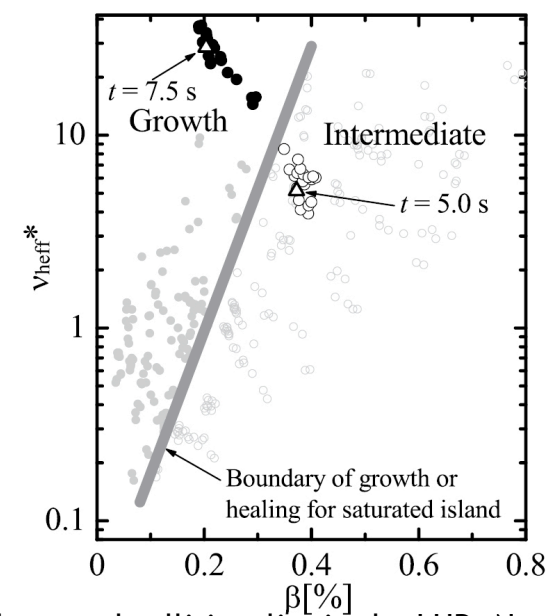 t = 7.5 s
Growth
Intermediate
t = 5.0 s
νheff*
10
1
0.1
Boundary of growth or
healing for saturated island
0
0.2
0.4
0.6
0.8
β[%]